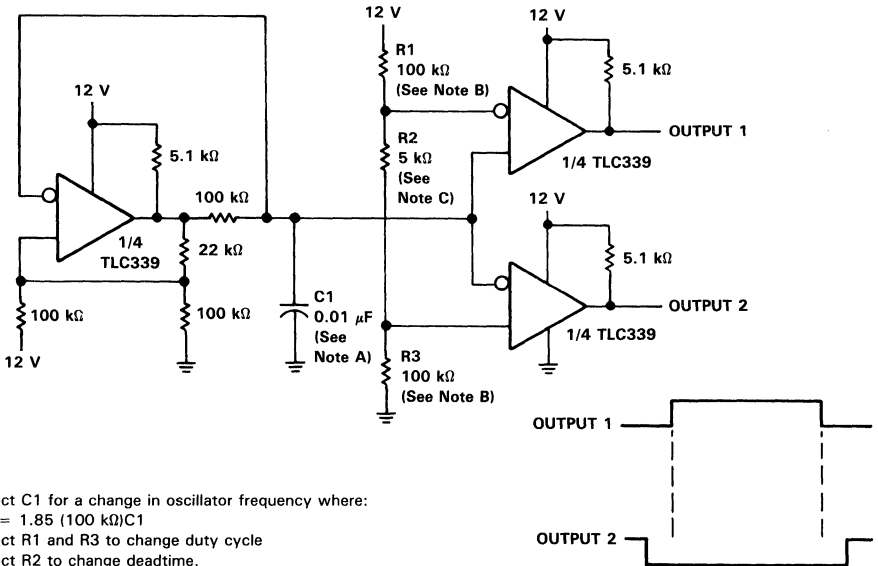 12 V
5.1 kΩ
100 kΩ
1/4
TLC339
22 kΩ
100 kΩ
12 V
100 kΩ
C1
0.01 μF
(See
Note A)
12 V
R1
100 kΩ
(See Note B)
R2
5 kΩ
(See
Note C)
R3
100 kΩ
(See Note B)
12 V
5.1 kΩ
OUTPUT 1
1/4 TLC339
12 V
5.1 kΩ
OUTPUT 2
1/4 TLC339
OUTPUT 1
OUTPUT 2
ct C1 for a change in oscillator frequency where:
= 1.85 (100 kΩ)C1
ct R1 and R3 to change duty cycle
ct R2 to change deadtime.